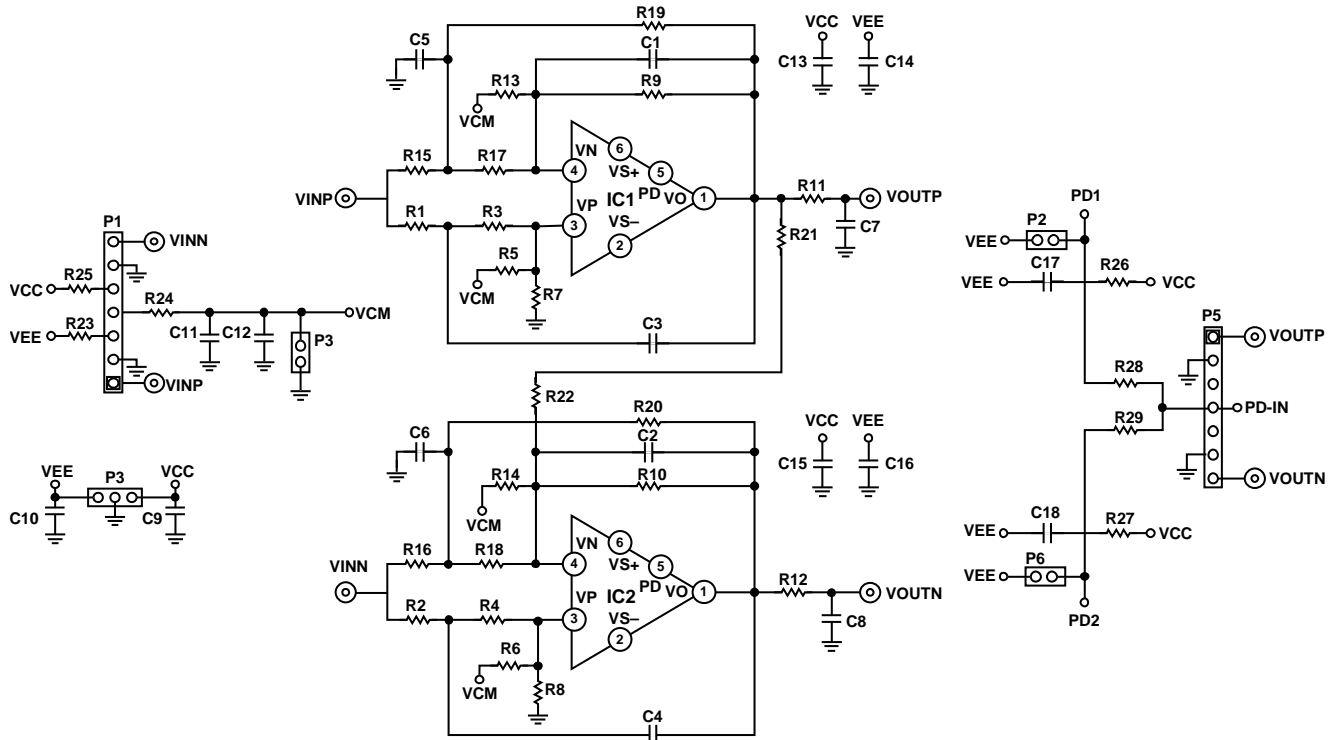 R19
VCC VEE
C5
C1
C13
C14
R13
R9
VCM
R15
R17
VN
6
VS+
4
5
PD
VO
1
IC1
VINP
R11
VOUTP
R1
R3
VP
3
VS–
2
R21
C7
R5
VCM
R7
C3
P1
VINN
R25
VCC
R24
VCM
VEE
R23
C11
C12
P3
VINP
PD1
P2
VEE
C17
R26
VEE
VCC
P5
VOUTP
R28
PD-IN
R29
VOUTN
C18
R27
VEE
VCC
P6
VEE
PD2
R22
R20
VCC VEE
C6
C2
C15
C16
R14
R10
VCM
VEE
P3
VCC
C10
C9
R16
R18
VN
6
VS+
4
5
PD
VO
1
IC2
VINN
R12
VOUTN
R2
R4
VP
3
VS–
2
C8
R6
VCM
R8
C4